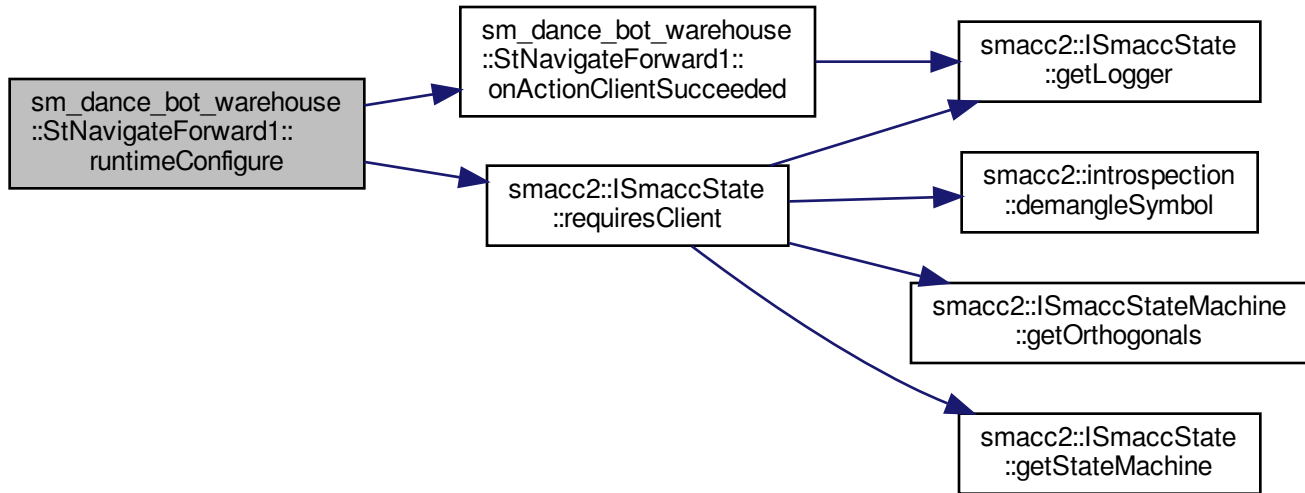 sm_dance_bot_warehouse
::StNavigateForward1::
runtimeConfigure
sm_dance_bot_warehouse
::StNavigateForward1::
onActionClientSucceeded
smacc2::ISmaccState
::requiresClient
smacc2::ISmaccState
::getLogger
smacc2::introspection
::demangleSymbol
smacc2::ISmaccStateMachine
::getOrthogonals
smacc2::ISmaccState
::getStateMachine